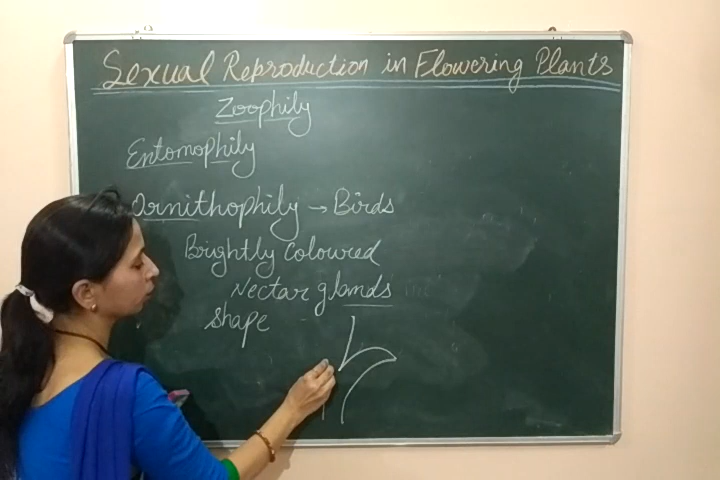 Sexual Reproduction in Flowering Plants
Zoophily
Entomophily
Ornithophily → Birds
Brightly Coloured
Nectar glands
Shape